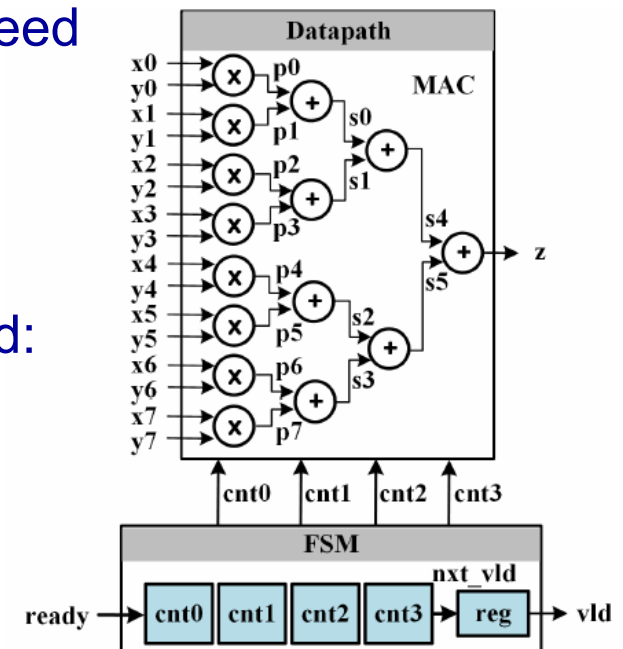 eed
d:
Datapath
MAC
x0
y0
x1
y1
x2
y2
x3
y3
x4
y4
x5
y5
x6
y6
x7
y7
x
x
x
x
x
x
x
x
p0
p1
p2
p3
p4
p5
p6
p7
+
+
+
+
s0
s1
s2
s3
+
+
s4
s5
+
z
cnt0
cnt1
cnt2
cnt3
FSM
nxt_vld
ready
cnt0
cnt1
cnt2
cnt3
reg
vld